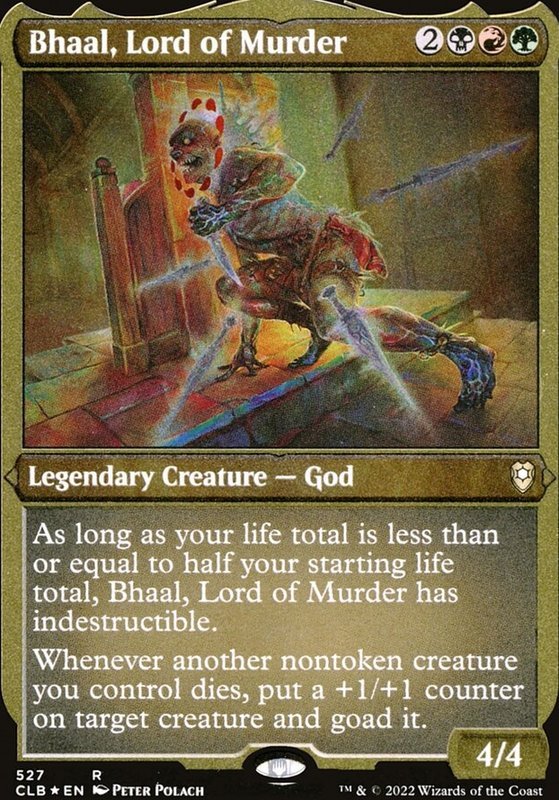 Bhaal, Lord of Murder 2
Legendary Creature — God
As long as your life total is less than
or equal to half your starting life
total, Bhaal, Lord of Murder has
indestructible.
Whenever another nontoken creature
you control dies, put a +1/+1 counter
on target creature and goad it.
4/4
527 R
CLB★EN Peter Polach ™ & © 2022 Wizards of the Coast